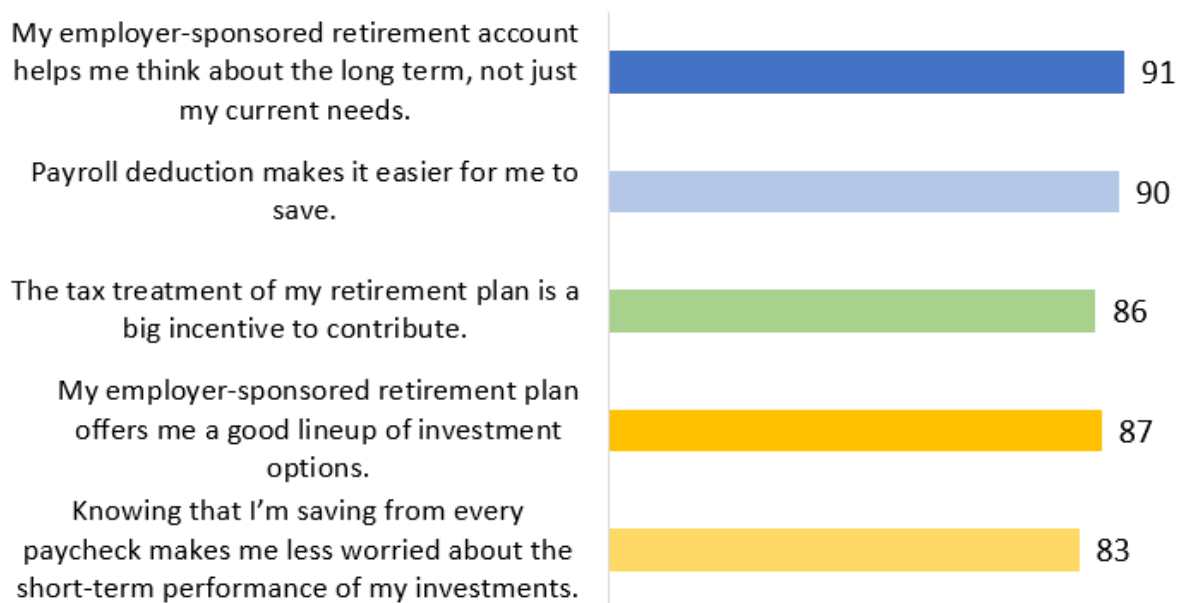 My employer-sponsored retirement account
helps me think about the long term, not just
my current needs.
91
Payroll deduction makes it easier for me to
save.
90
The tax treatment of my retirement plan is a
big incentive to contribute.
86
My employer-sponsored retirement plan
offers me a good lineup of investment
options.
87
Knowing that I’m saving from every
paycheck makes me less worried about the
short-term performance of my investments.
83